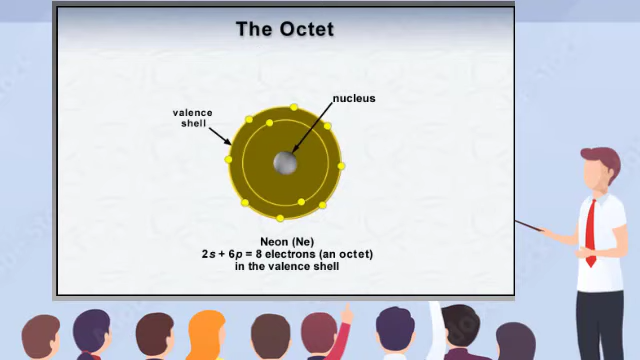 The Octet
nucleus
valence
shell
Neon (Ne)
2s + 6p = 8 electrons (an octet)
in the valence shell